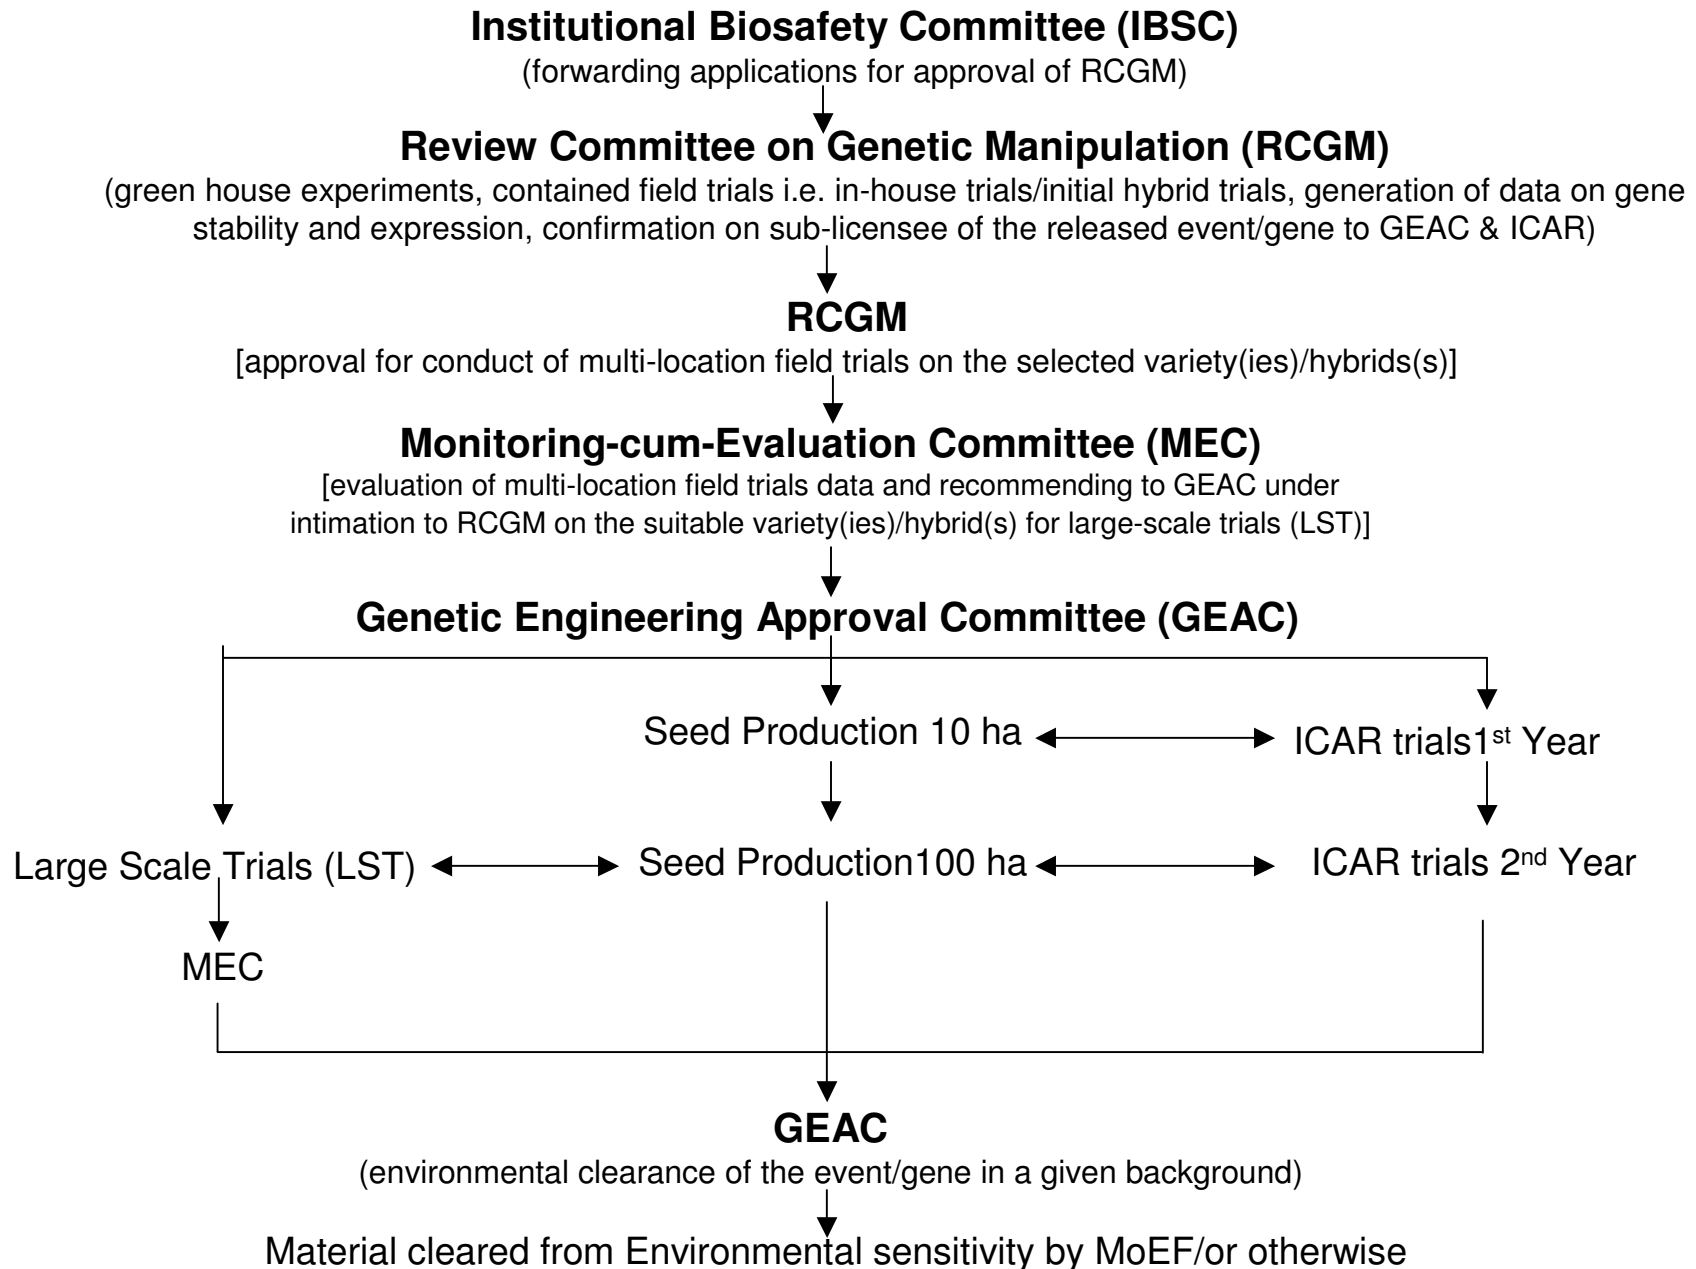 Institutional Biosafety Committee (IBSC)
(forwarding applications for approval of RCGM)
Review Committee on Genetic Manipulation (RCGM)
(green house experiments, contained field trials i.e. in-house trials/initial hybrid trials, generation of data on gene
stability and expression, confirmation on sub-licensee of the released event/gene to GEAC & ICAR)
RCGM
[approval for conduct of multi-location field trials on the selected variety(ies)/hybrids(s)]
Monitoring-cum-Evaluation Committee (MEC)
[evaluation of multi-location field trials data and recommending to GEAC under
intimation to RCGM on the suitable variety(ies)/hybrid(s) for large-scale trials (LST)]
Genetic Engineering Approval Committee (GEAC)
Seed Production 10 ha
ICAR trials1st Year
Large Scale Trials (LST)
Seed Production100 ha
ICAR trials 2nd Year
MEC
GEAC
(environmental clearance of the event/gene in a given background)
Material cleared from Environmental sensitivity by MoEF/or otherwise